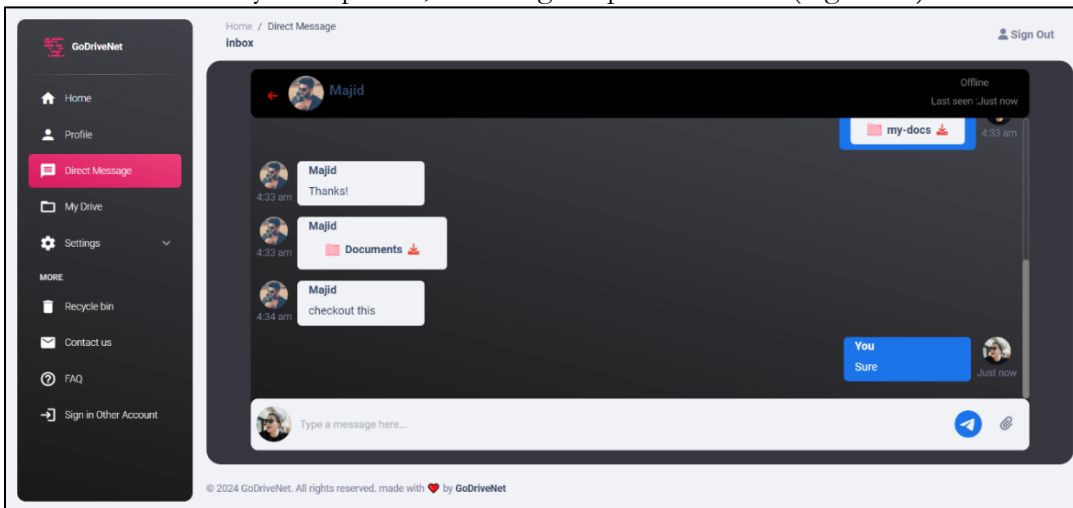 GoDriveNet
Home
Profile
Direct Message
My Drive
Settings
MORE
Recycle bin
Contact us
FAQ
Sign in Other Account
Home / Direct Message
inbox
Sign Out
Majid
Offline
Last seen :Just now
my-docs
4:33 am
Majid
Thanks!
4:33 am
Majid
Documents
4:33 am
Majid
checkout this
4:34 am
You
Sure
Just now
Type a message here...
© 2024 GoDriveNet. All rights reserved. made with ❤ by GoDriveNet